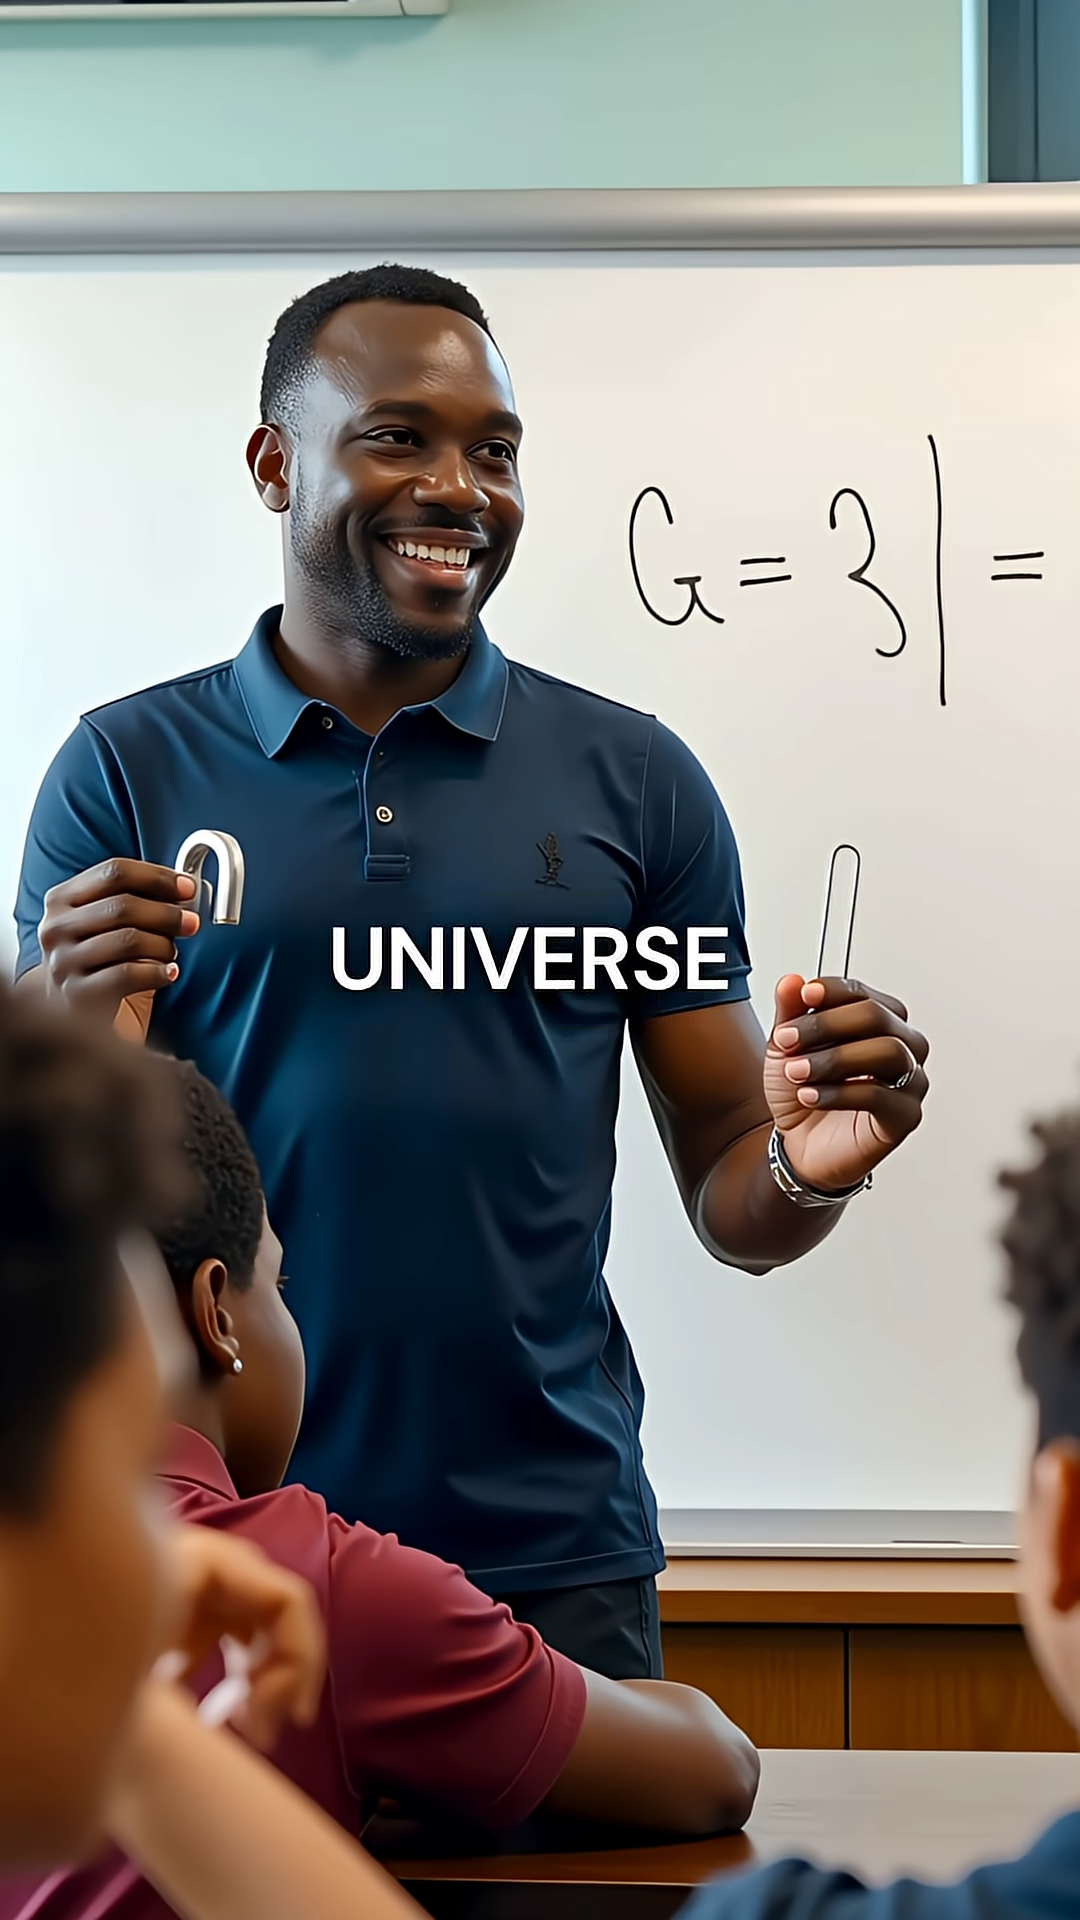 G = 3 | =
UNIVERSE